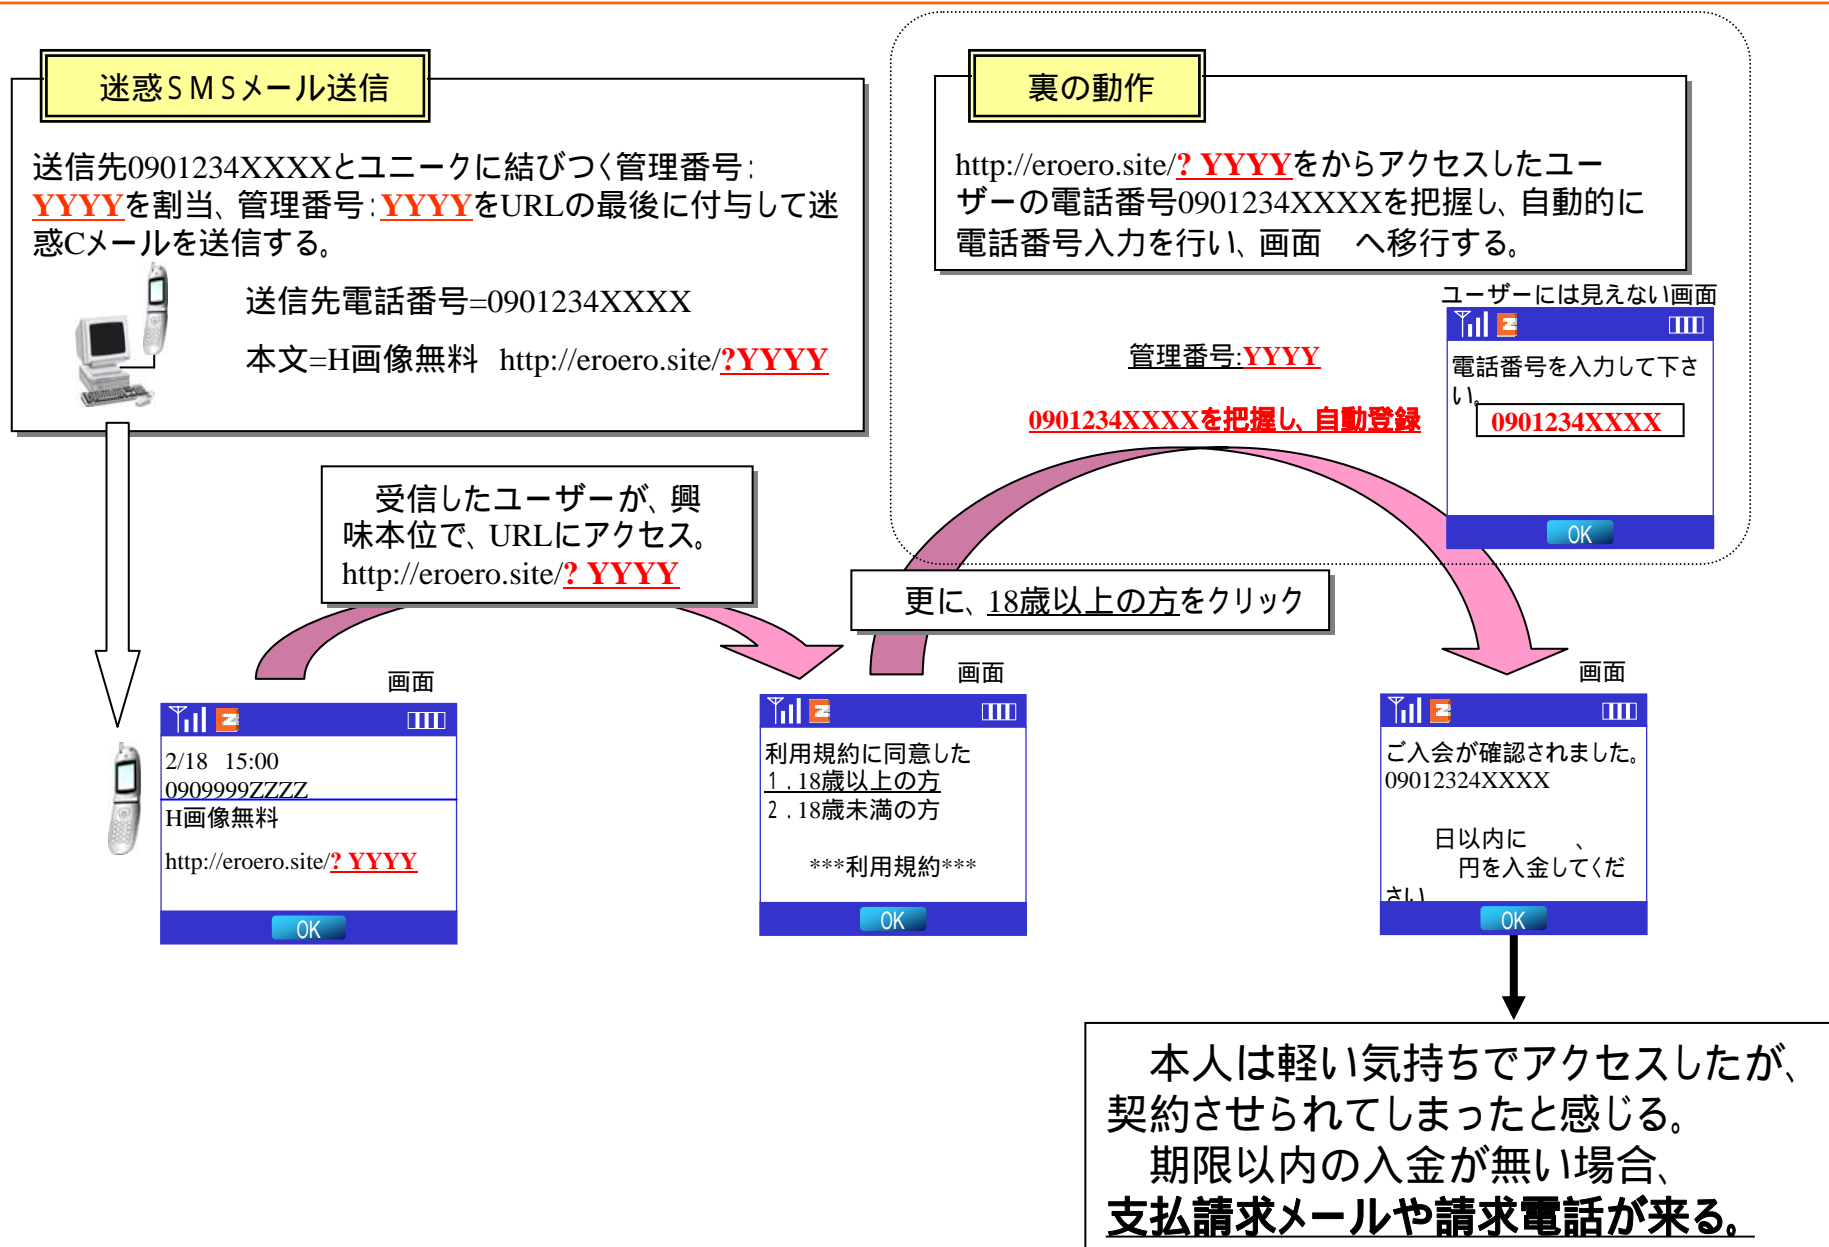 迷惑SMSメール送信
送信先0901234XXXXとユニークに結びつく管理番号:
YYYYを割当、管理番号:YYYYをURLの最後に付与して迷
惑Cメールを送信する。
送信先電話番号=0901234XXXX
本文=H画像無料 http://eroero.site/?YYYY
裏の動作
http://eroero.site/? YYYYをからアクセスしたユー
ザーの電話番号0901234XXXXを把握し、自動的に
電話番号入力を行い、画面　へ移行する。
ユーザーには見えない画面
電話番号を入力して下さ
い。
0901234XXXX
OK
管理番号:YYYY
0901234XXXXを把握し、自動登録
受信したユーザーが、興
味本位で、URLにアクセス。
http://eroero.site/? YYYY
更に、18歳以上の方をクリック
画面
2/18 15:00
0909999ZZZZ
H画像無料
http://eroero.site/? YYYY
OK
画面
利用規約に同意した
1.18歳以上の方
2.18歳未満の方
***利用規約***
OK
画面
ご入会が確認されました。
09012324XXXX
日以内に　、
円を入金してくだ
さい
OK
本人は軽い気持ちでアクセスしたが、
契約させられてしまったと感じる。
期限以内の入金が無い場合、
支払請求メールや請求電話が来る。